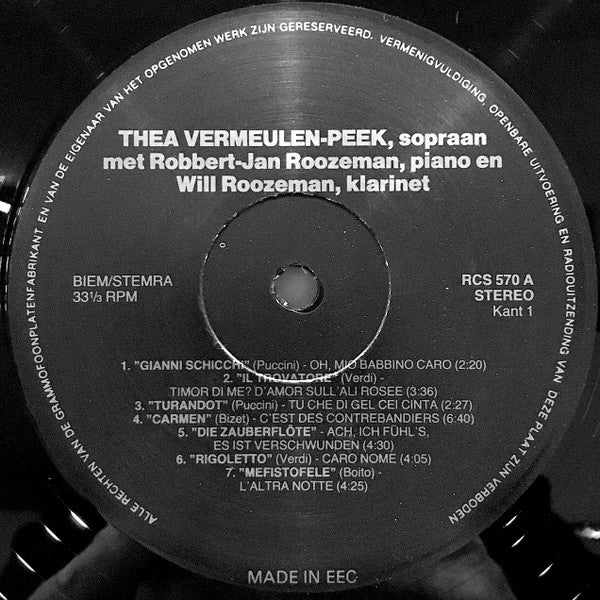 ALLE RECHTEN VAN DE GRAMMOFOONPLATENFABRIKANT EN VAN DE EIGENAAR VAN HET OPGENOMEN WERK ZIJN GERESERVEERD. VERMENIGVULDIGING, OPENBARE UITVOERING EN RADIOUITZENDING VAN DEZE PLAAT ZIJN VERBODEN
THEA VERMEULEN-PEEK, sopraan
met Robbert-Jan Roozeman, piano en
Will Roozeman, klarinet
BIEM/STEMRA
33⅓ RPM
RCS 570 A
STEREO
Kant 1
1. "GIANNI SCHICCHI" (Puccini) - OH, MIO BABBINO CARO (2:20)
2. "IL TROVATORE" (Verdi) -
TIMOR DI ME? D'AMOR SULL'ALI ROSEE (3:36)
3. "TURANDOT" (Puccini) - TU CHE DI GEL CEI CINTA (2:27)
4. "CARMEN" (Bizet) - C'EST DES CONTREBANDIERS (6:40)
5. "DIE ZAUBERFLÖTE" - ACH, ICH FÜHL'S,
ES IST VERSCHWUNDEN (4:30)
6. "RIGOLETTO" (Verdi) - CARO NOME (4:05)
7. "MEFISTOFELE" (Boito) -
L'ALTRA NOTTE (4:25)
MADE IN EEC